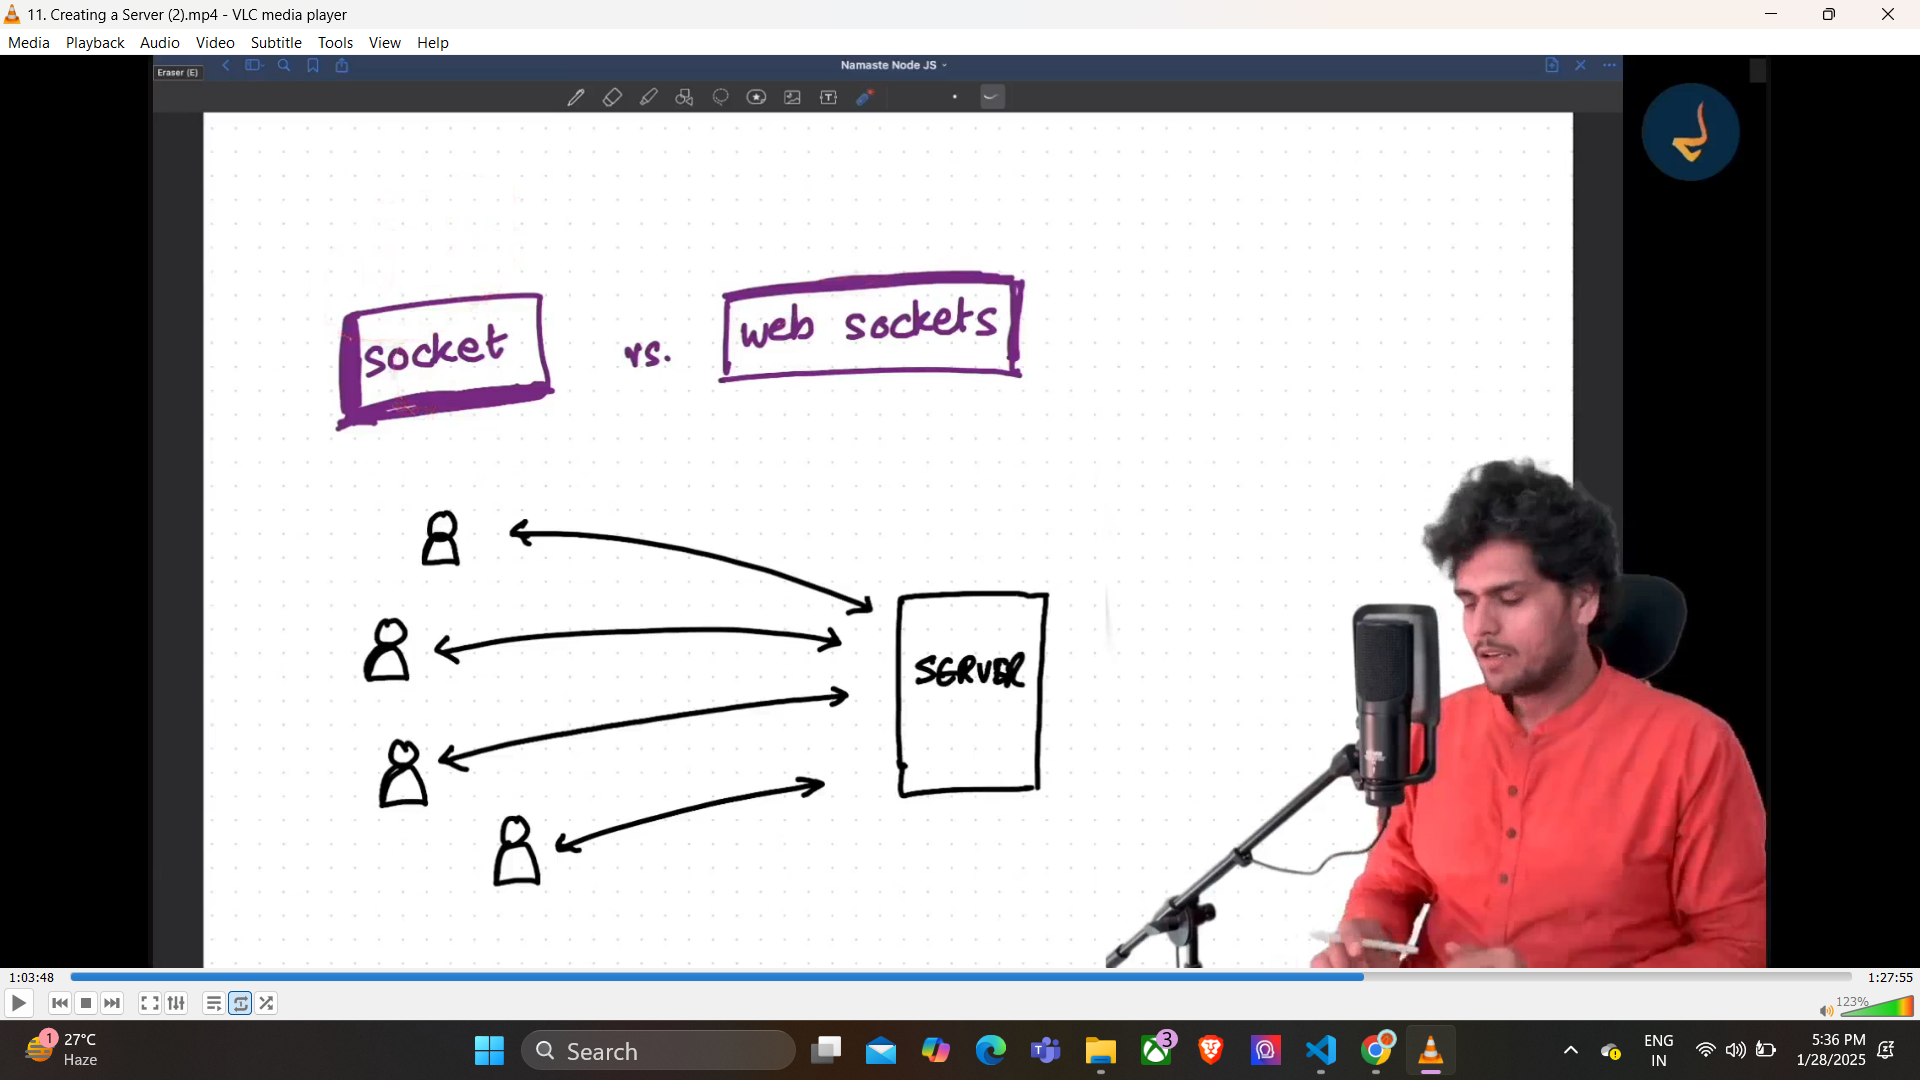 11. Creating a Server (2).mp4 - VLC media player
Media Playback Audio Video Subtitle Tools View Help
Eraser (E)
Namaste Node JS
socket vs. web sockets
SERVER
1:03:48
1:27:55
123%
1
27°C
Haze
Search
3
ENG
IN
5:36 PM
1/28/2025